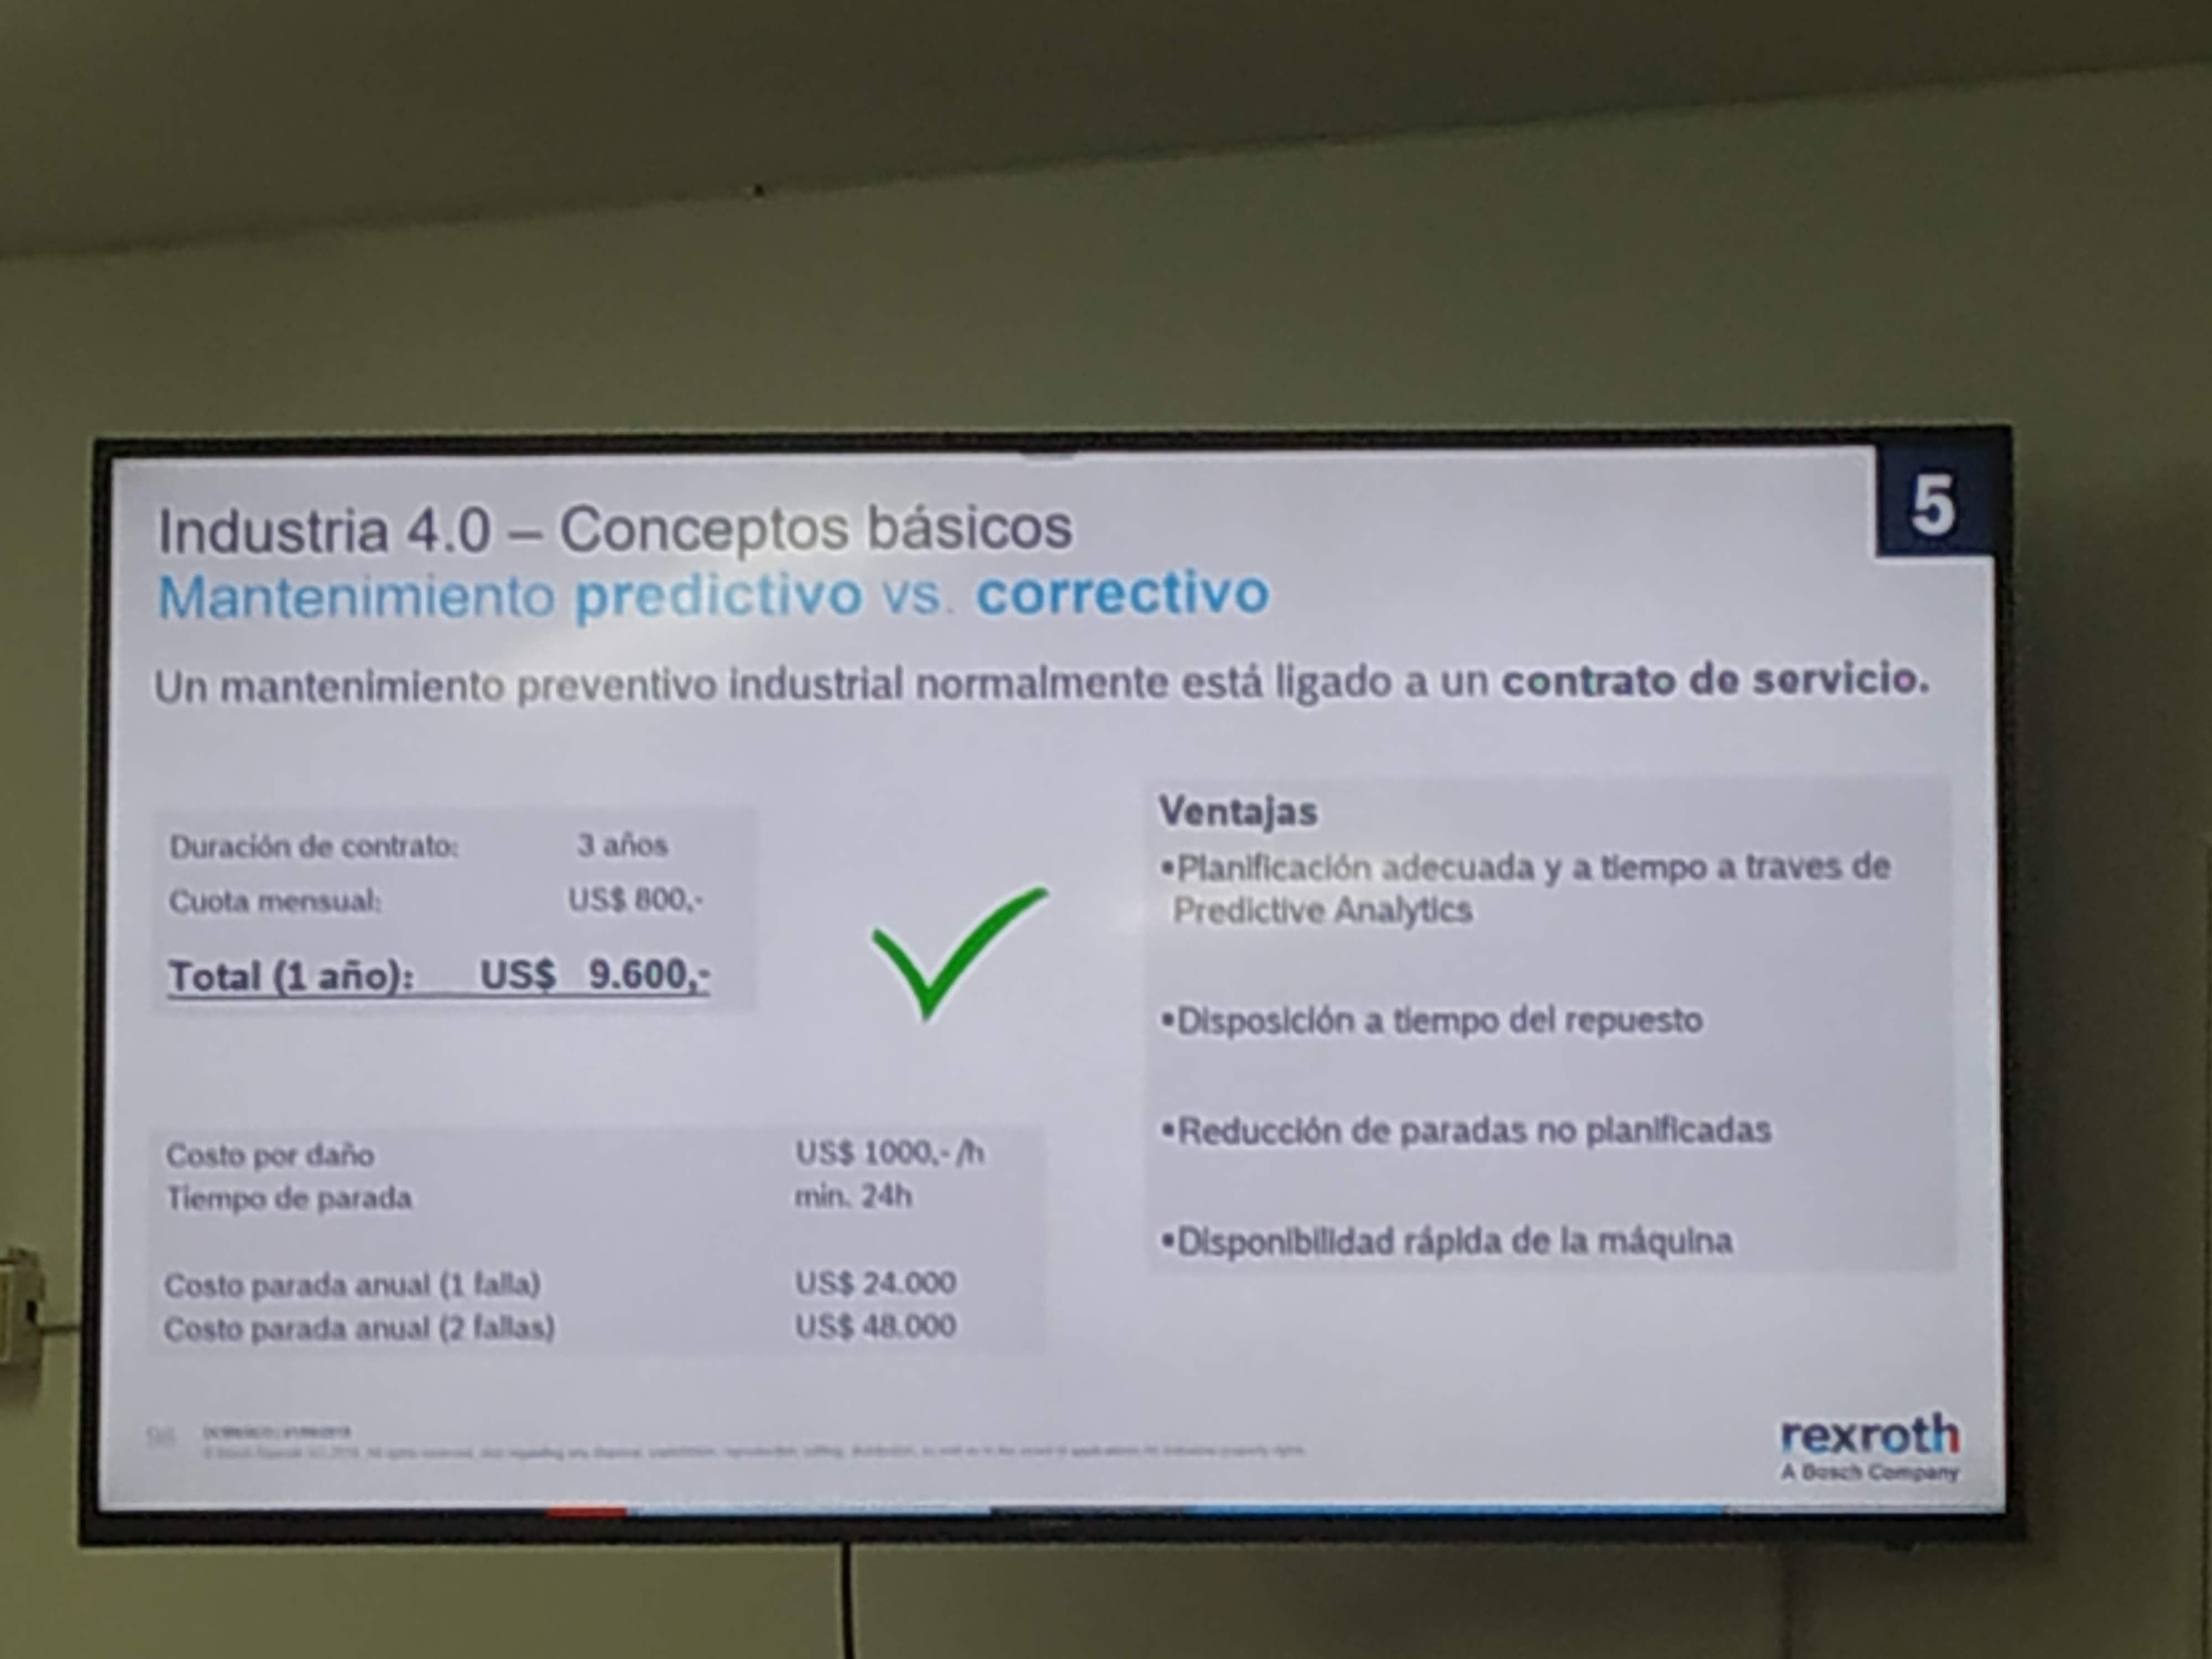 5
Industria 4.0 – Conceptos básicos
Mantenimiento predictivo vs. correctivo
Un mantenimiento preventivo industrial normalmente está ligado a un contrato de servicio.
Duración de contrato: 3 años
Cuota mensual: US$ 800,-
Total (1 año): US$ 9.600,-
Costo por daño US$ 1000,- /h
Tiempo de parada min. 24h
Costo parada anual (1 falla) US$ 24.000
Costo parada anual (2 fallas) US$ 48.000
Ventajas
•Planificación adecuada y a tiempo a traves de
Predictive Analytics
•Disposición a tiempo del repuesto
•Reducción de paradas no planificadas
•Disponibilidad rápida de la máquina
rexroth
A Bosch Company